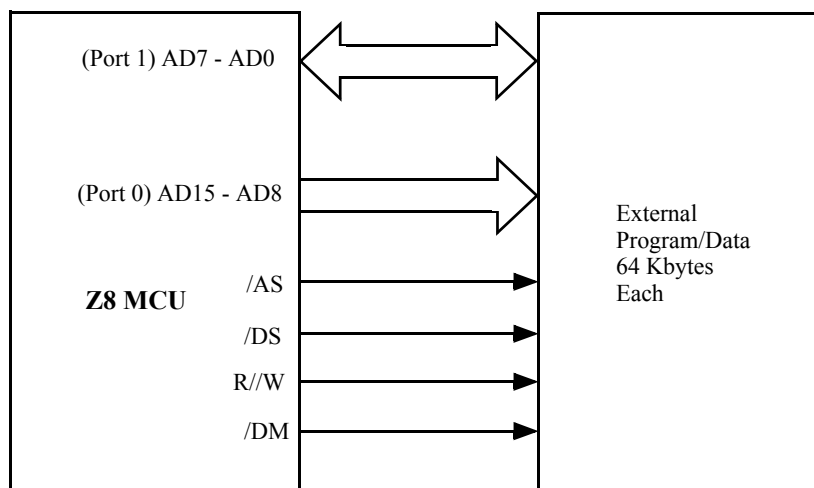 (Port 1) AD7 - AD0
(Port 0) AD15 - AD8
Z8 MCU
/AS
/DS
R//W
/DM
External
Program/Data
64 Kbytes
Each